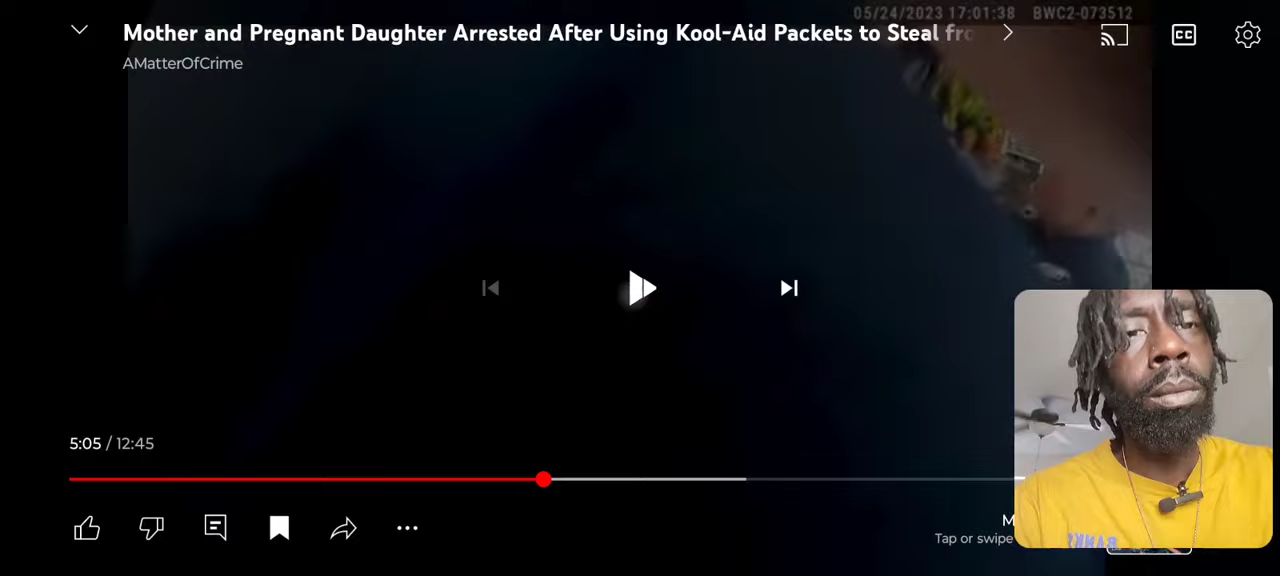 05/24/2023 17:01:38 BWC2-073512
Mother and Pregnant Daughter Arrested After Using Kool-Aid Packets to Steal fro
CC
AMatterOfCrime
5:05 / 12:45
M
Tap or swipe